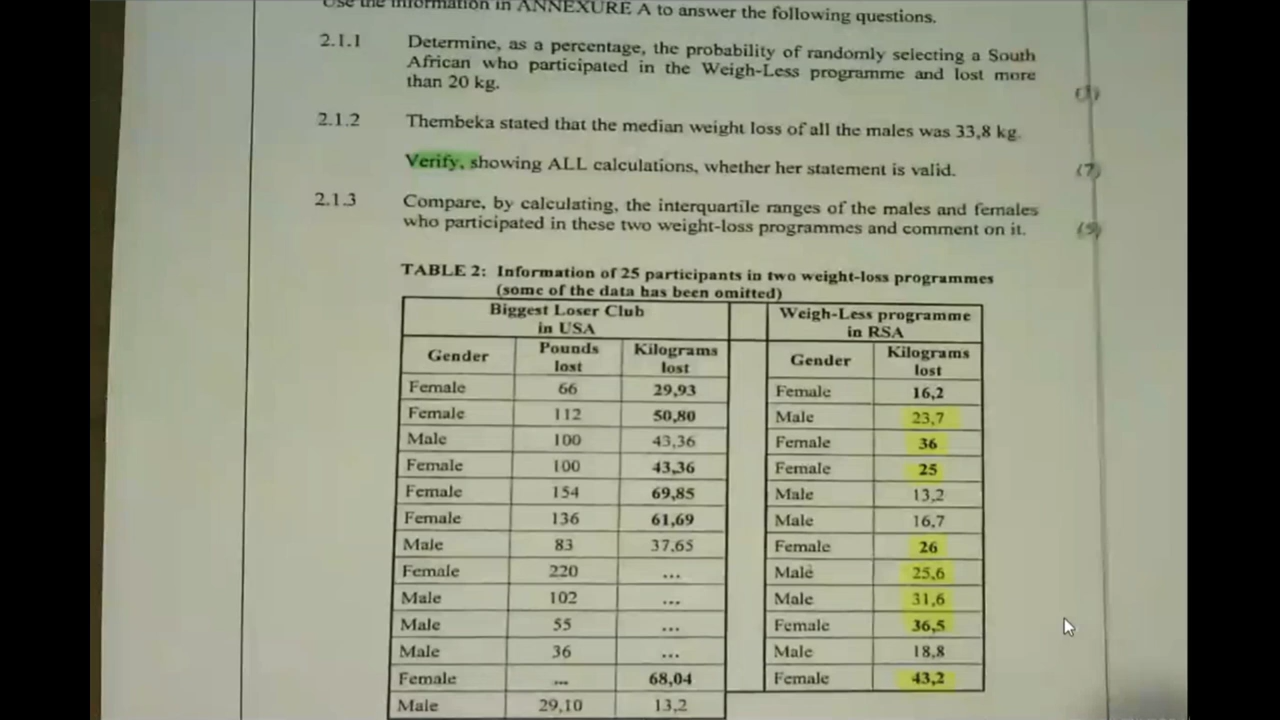 Use the information in ANNEXURE A to answer the following questions.
2.1.1 Determine, as a percentage, the probability of randomly selecting a South
African who participated in the Weigh-Less programme and lost more
than 20 kg.
(3)
2.1.2 Thembeka stated that the median weight loss of all the males was 33,8 kg.
Verify, showing ALL calculations, whether her statement is valid. (7)
2.1.3 Compare, by calculating, the interquartile ranges of the males and females
who participated in these two weight-loss programmes and comment on it. (5)
TABLE 2: Information of 25 participants in two weight-loss programmes
(some of the data has been omitted)
Biggest Loser Club Weigh-Less programme
in USA in RSA
Gender Pounds lost Kilograms lost Gender Kilograms lost
Female 66 29,93 Female 16,2
Female 112 50,80 Male 23,7
Male 100 43,36 Female 36
Female 100 43,36 Female 25
Female 154 69,85 Male 13,2
Female 136 61,69 Male 16,7
Male 83 37,65 Female 26
Female 220 ... Male 25,6
Male 102 ... Male 31,6
Male 55 ... Female 36,5
Male 36 ... Male 18,8
Female ... 68,04 Female 43,2
Male 29,10 13,2